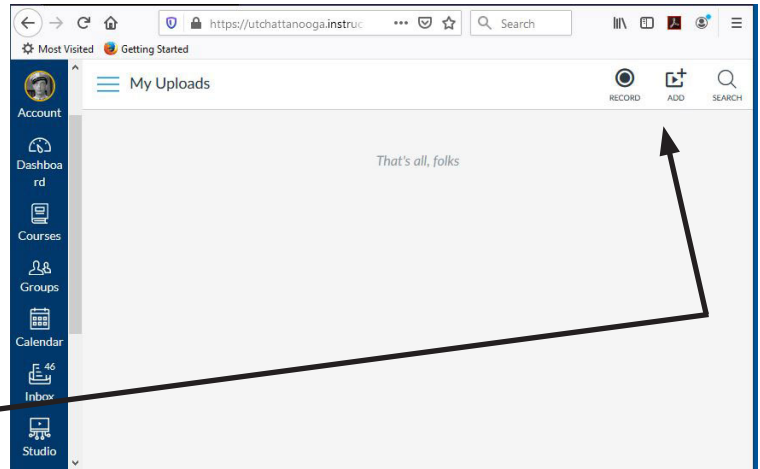 https://utchattanooga.instruc
Search
Most Visited
Getting Started
My Uploads
RECORD
ADD
SEARCH
That's all, folks
Account
Dashboa
rd
Courses
Groups
Calendar
46
Inbox
Studio